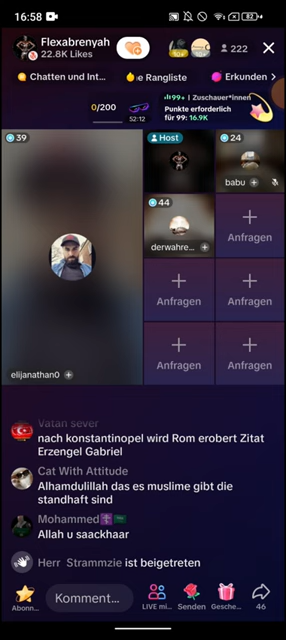 16:58
82
Flexabrenyah
22.8K Likes
10+
10+
222
Chatten und Int...
e Rangliste
Erkunden
0/200
52:12
99+ | Zuschauer*innen
Punkte erforderlich
für 99: 16.9K
39
Host
24
babu
44
derwahre...
Anfragen
Anfragen
Anfragen
Anfragen
Anfragen
Anfragen
elijanathan0
Vatan sever
nach konstantinopel wird Rom erobert Zitat
Erzengel Gabriel
Cat With Attitude
Alhamdulillah das es muslime gibt die
standhaft sind
Mohammed
Allah u saackhaar
Herr Strammzie ist beigetreten
Abonn...
Komment...
LIVE mi...
Senden
Gesche...
46